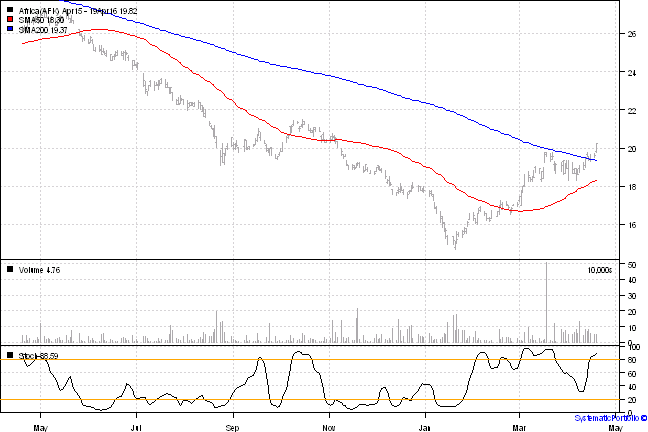 Africa(AFK) Apr15 - 19Apr16 19.82
SMA50 18.30
SMA200 19.37
26
24
22
20
18
16
Volume 4.76
10,000s
50
40
30
20
10
0
Stoch 88.59
100
80
60
40
20
0
SystematicPortfolio ©
May
Jul
Sep
Nov
Jan
Mar
May